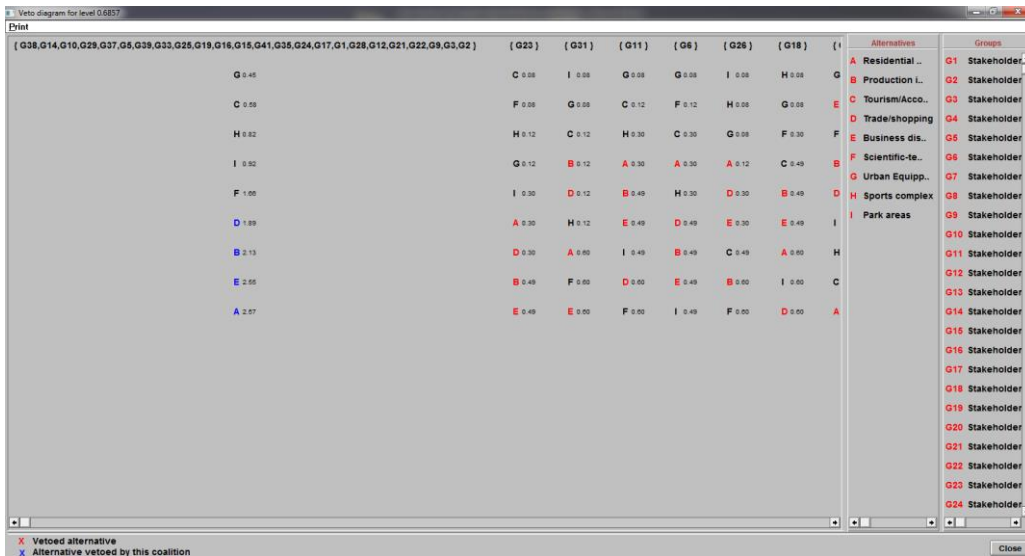 Veto diagram for level 0.6857
Print
{ G38,G14,G10,G29,G37,G5,G39,G33,G25,G19,G16,G15,G41,G35,G24,G17,G1,G28,G12,G21,G22,G9,G3,G2 } { G23 } { G31 } { G11 } { G6 } { G26 } { G18 } {
G 0.45 C 0.08 I 0.08 G 0.08 G 0.08 I 0.08 H 0.08 G
C 0.58 F 0.08 G 0.08 C 0.12 F 0.12 H 0.08 G 0.08 E
H 0.82 H 0.12 C 0.12 H 0.30 C 0.30 G 0.08 F 0.30 F
I 0.92 G 0.12 B 0.12 A 0.30 A 0.30 A 0.12 C 0.49 B
F 1.66 I 0.30 D 0.12 B 0.49 H 0.30 D 0.30 B 0.49 D
D 1.89 A 0.30 H 0.12 E 0.49 D 0.49 E 0.30 E 0.49 I
B 2.13 D 0.30 A 0.60 I 0.49 B 0.49 C 0.49 A 0.60 H
E 2.55 B 0.49 F 0.60 D 0.60 E 0.49 B 0.60 I 0.60 C
A 2.57 E 0.49 E 0.60 F 0.60 I 0.49 F 0.60 D 0.60 A
Alternatives
A Residential ..
B Production i..
C Tourism/Acco..
D Trade/shopping
E Business dis..
F Scientific-te..
G Urban Equipp..
H Sports complex
I Park areas
Groups
G1 Stakeholder
G2 Stakeholder
G3 Stakeholder
G4 Stakeholder
G5 Stakeholder
G6 Stakeholder
G7 Stakeholder
G8 Stakeholder
G9 Stakeholder
G10 Stakeholder
G11 Stakeholder
G12 Stakeholder
G13 Stakeholder
G14 Stakeholder
G15 Stakeholder
G16 Stakeholder
G17 Stakeholder
G18 Stakeholder
G19 Stakeholder
G20 Stakeholder
G21 Stakeholder
G22 Stakeholder
G23 Stakeholder
G24 Stakeholder
X Vetoed alternative
X Alternative vetoed by this coalition
Close